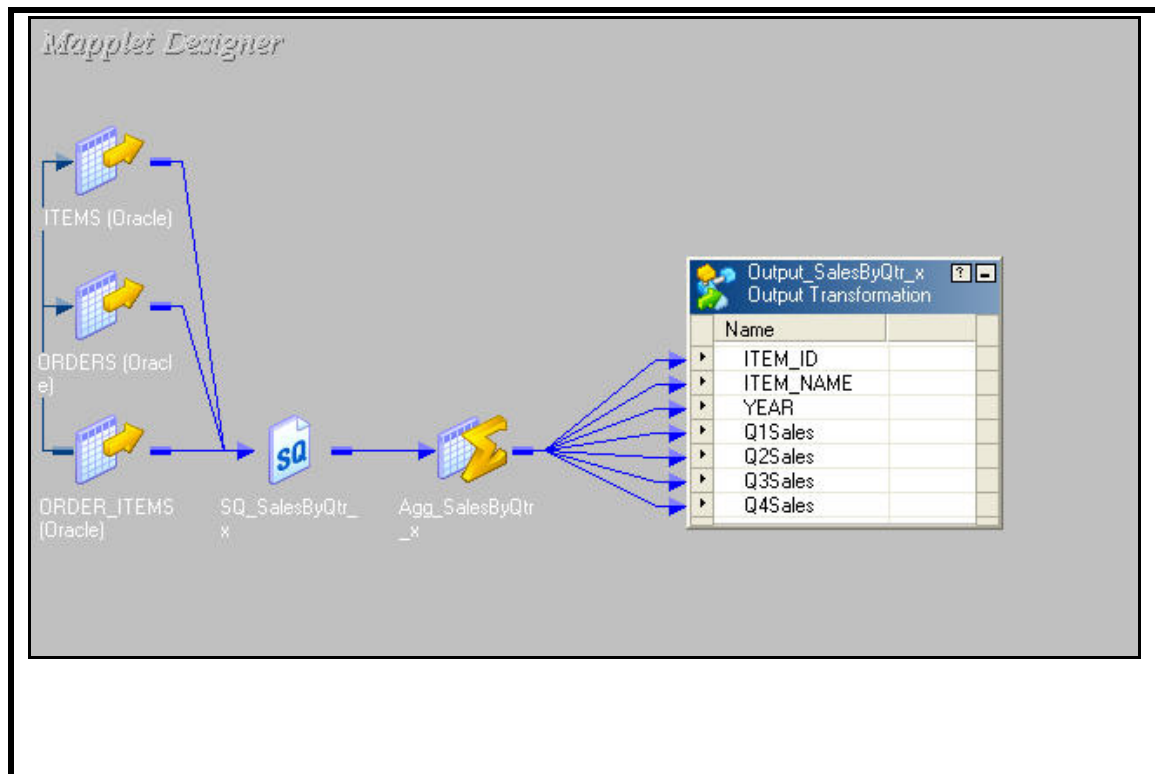 Mapplet Designer
ITEMS (Oracle)
ORDERS (Oracl
e)
ORDER_ITEMS
(Oracle)
SQ
SQ_SalesByQtr_
x
Agg_SalesByQtr
_x
Output_SalesByQtr_x
Output Transformation
Name
ITEM_ID
ITEM_NAME
YEAR
Q1Sales
Q2Sales
Q3Sales
Q4Sales